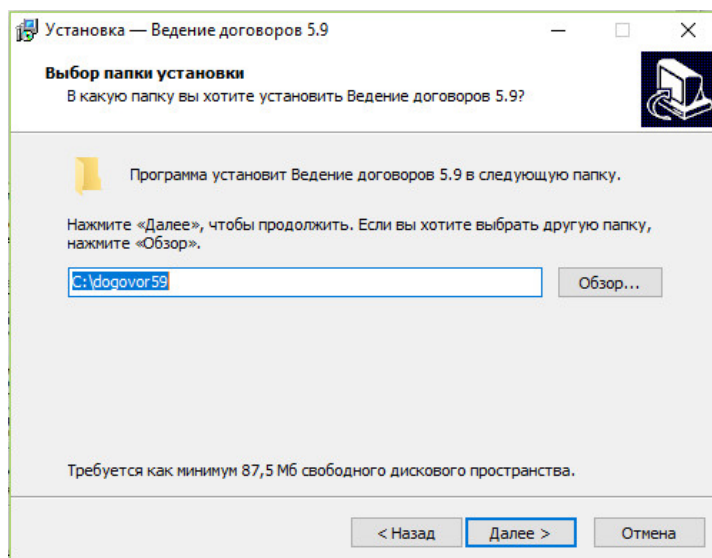 Установка — Ведение договоров 5.9
Выбор папки установки
В какую папку вы хотите установить Ведение договоров 5.9?
Программа установит Ведение договоров 5.9 в следующую папку.
Нажмите «Далее», чтобы продолжить. Если вы хотите выбрать другую папку,
нажмите «Обзор».
C:\dogovor59
Обзор...
Требуется как минимум 87,5 Мб свободного дискового пространства.
< Назад
Далее >
Отмена